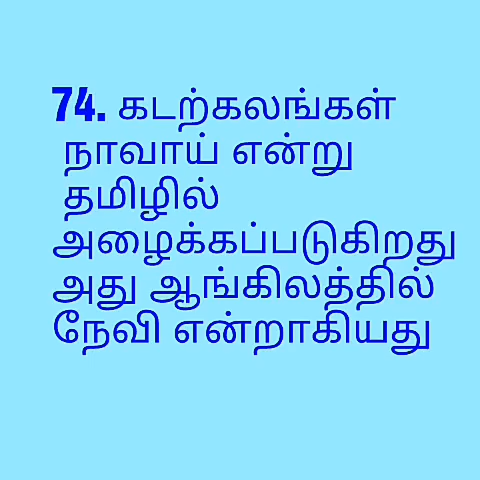 74. கடற்கலங்கள்
நாவாய் என்று
தமிழில்
அழைக்கப்படுகிறது
அது ஆங்கிலத்தில்
நேவி என்றாகியது